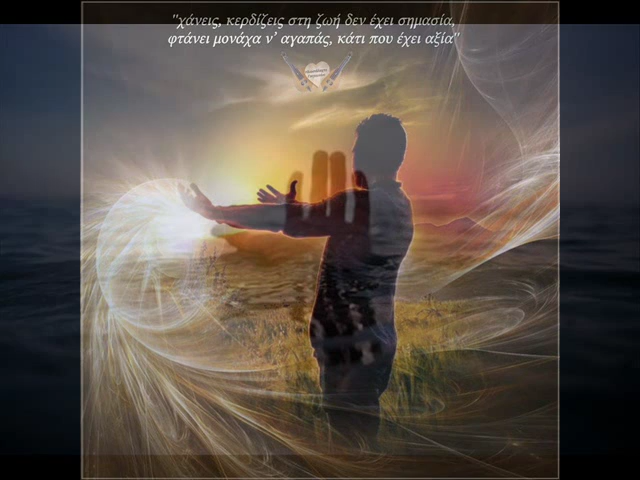 "χάνεις, κερδίζεις στη ζωή δεν έχει σημασία,
φτάνει μονάχα ν' αγαπάς, κάτι που έχει αξία"